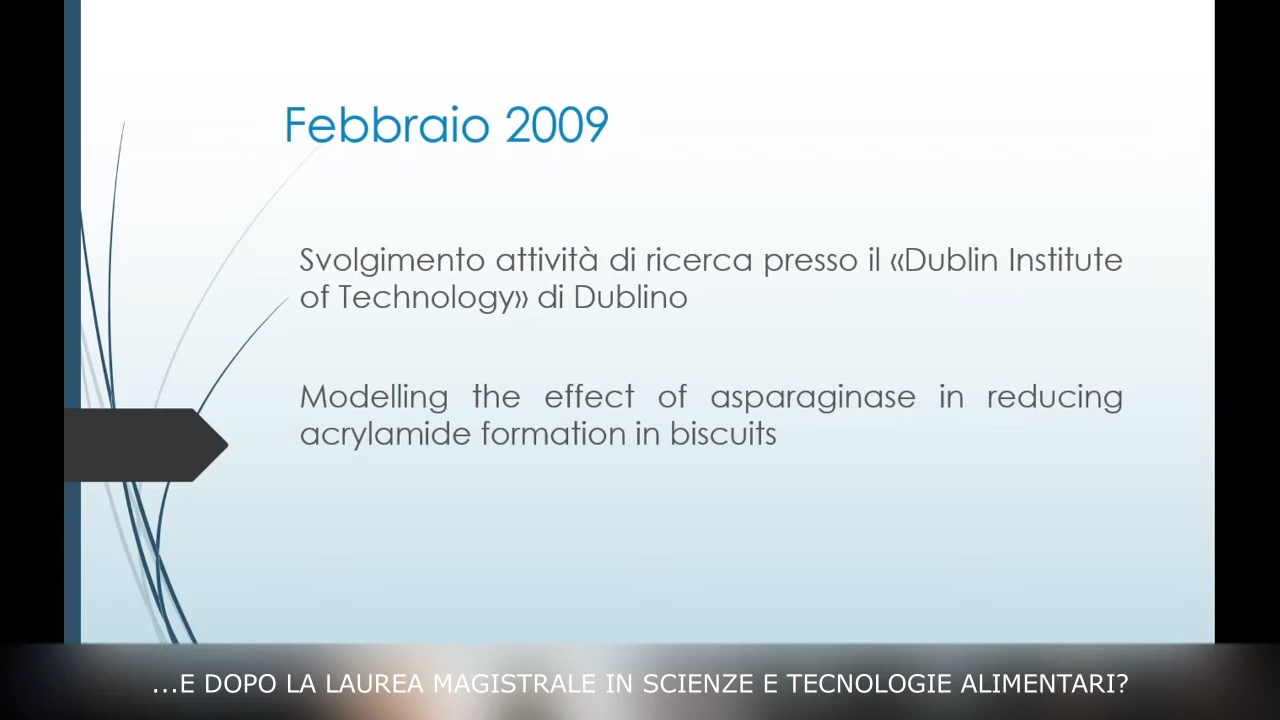 Febbraio 2009
Svolgimento attività di ricerca presso il «Dublin Institute
of Technology» di Dublino
Modelling the effect of asparaginase in reducing
acrylamide formation in biscuits
...E DOPO LA LAUREA MAGISTRALE IN SCIENZE E TECNOLOGIE ALIMENTARI?